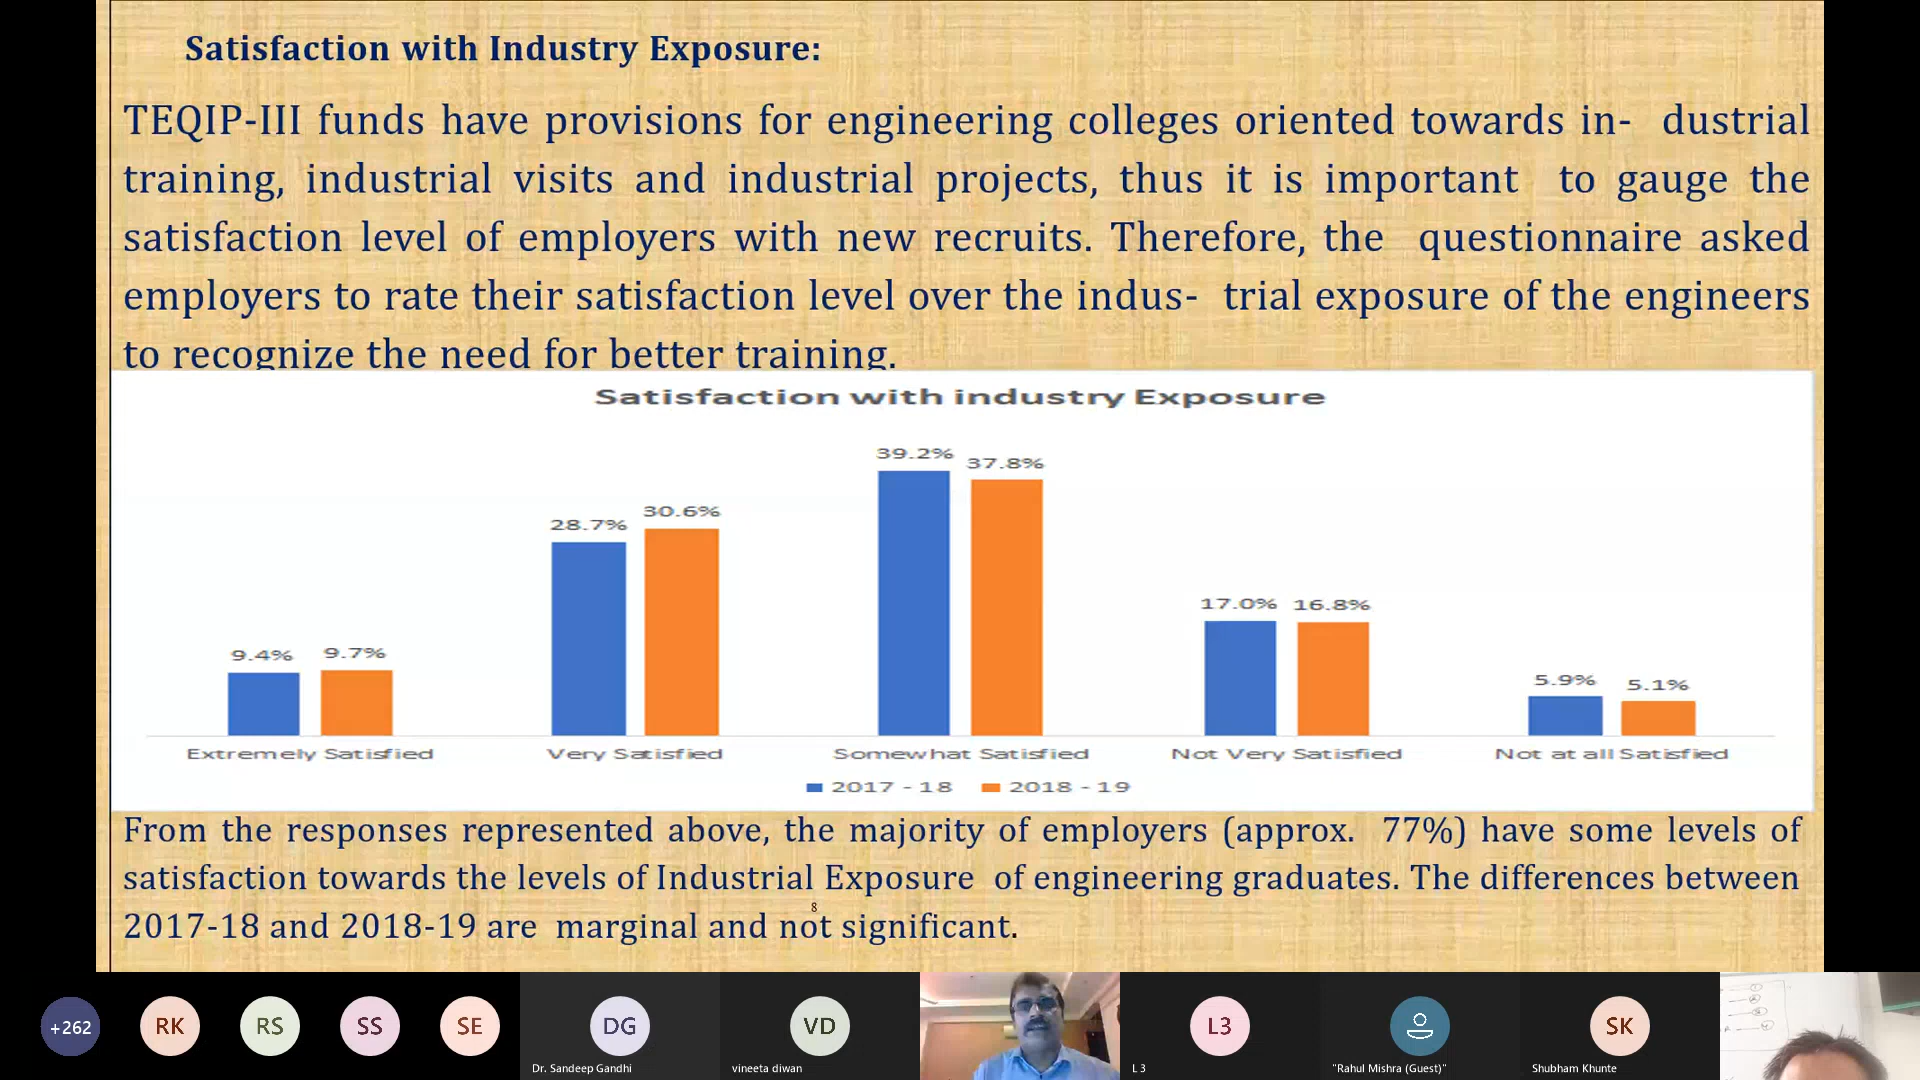 Satisfaction with Industry Exposure:
TEQIP-III funds have provisions for engineering colleges oriented towards in- dustrial
training, industrial visits and industrial projects, thus it is important to gauge the
satisfaction level of employers with new recruits. Therefore, the questionnaire asked
employers to rate their satisfaction level over the indus- trial exposure of the engineers
to recognize the need for better training.
Satisfaction with industry Exposure
39.2%
37.8%
28.7%
30.6%
17.0%
16.8%
9.4%
9.7%
5.9%
5.1%
Extremely Satisfied
Very Satisfied
Somewhat Satisfied
Not Very Satisfied
Not at all Satisfied
2017 - 18
2018 - 19
From the responses represented above, the majority of employers (approx. 77%) have some levels of
satisfaction towards the levels of Industrial Exposure of engineering graduates. The differences between
2017-18 and 2018-19 are marginal and not significant.
8
+262
RK
RS
SS
SE
DG
Dr. Sandeep Gandhi
VD
vineeta diwan
L3
L 3
"Rahul Mishra (Guest)"
SK
Shubham Khunte